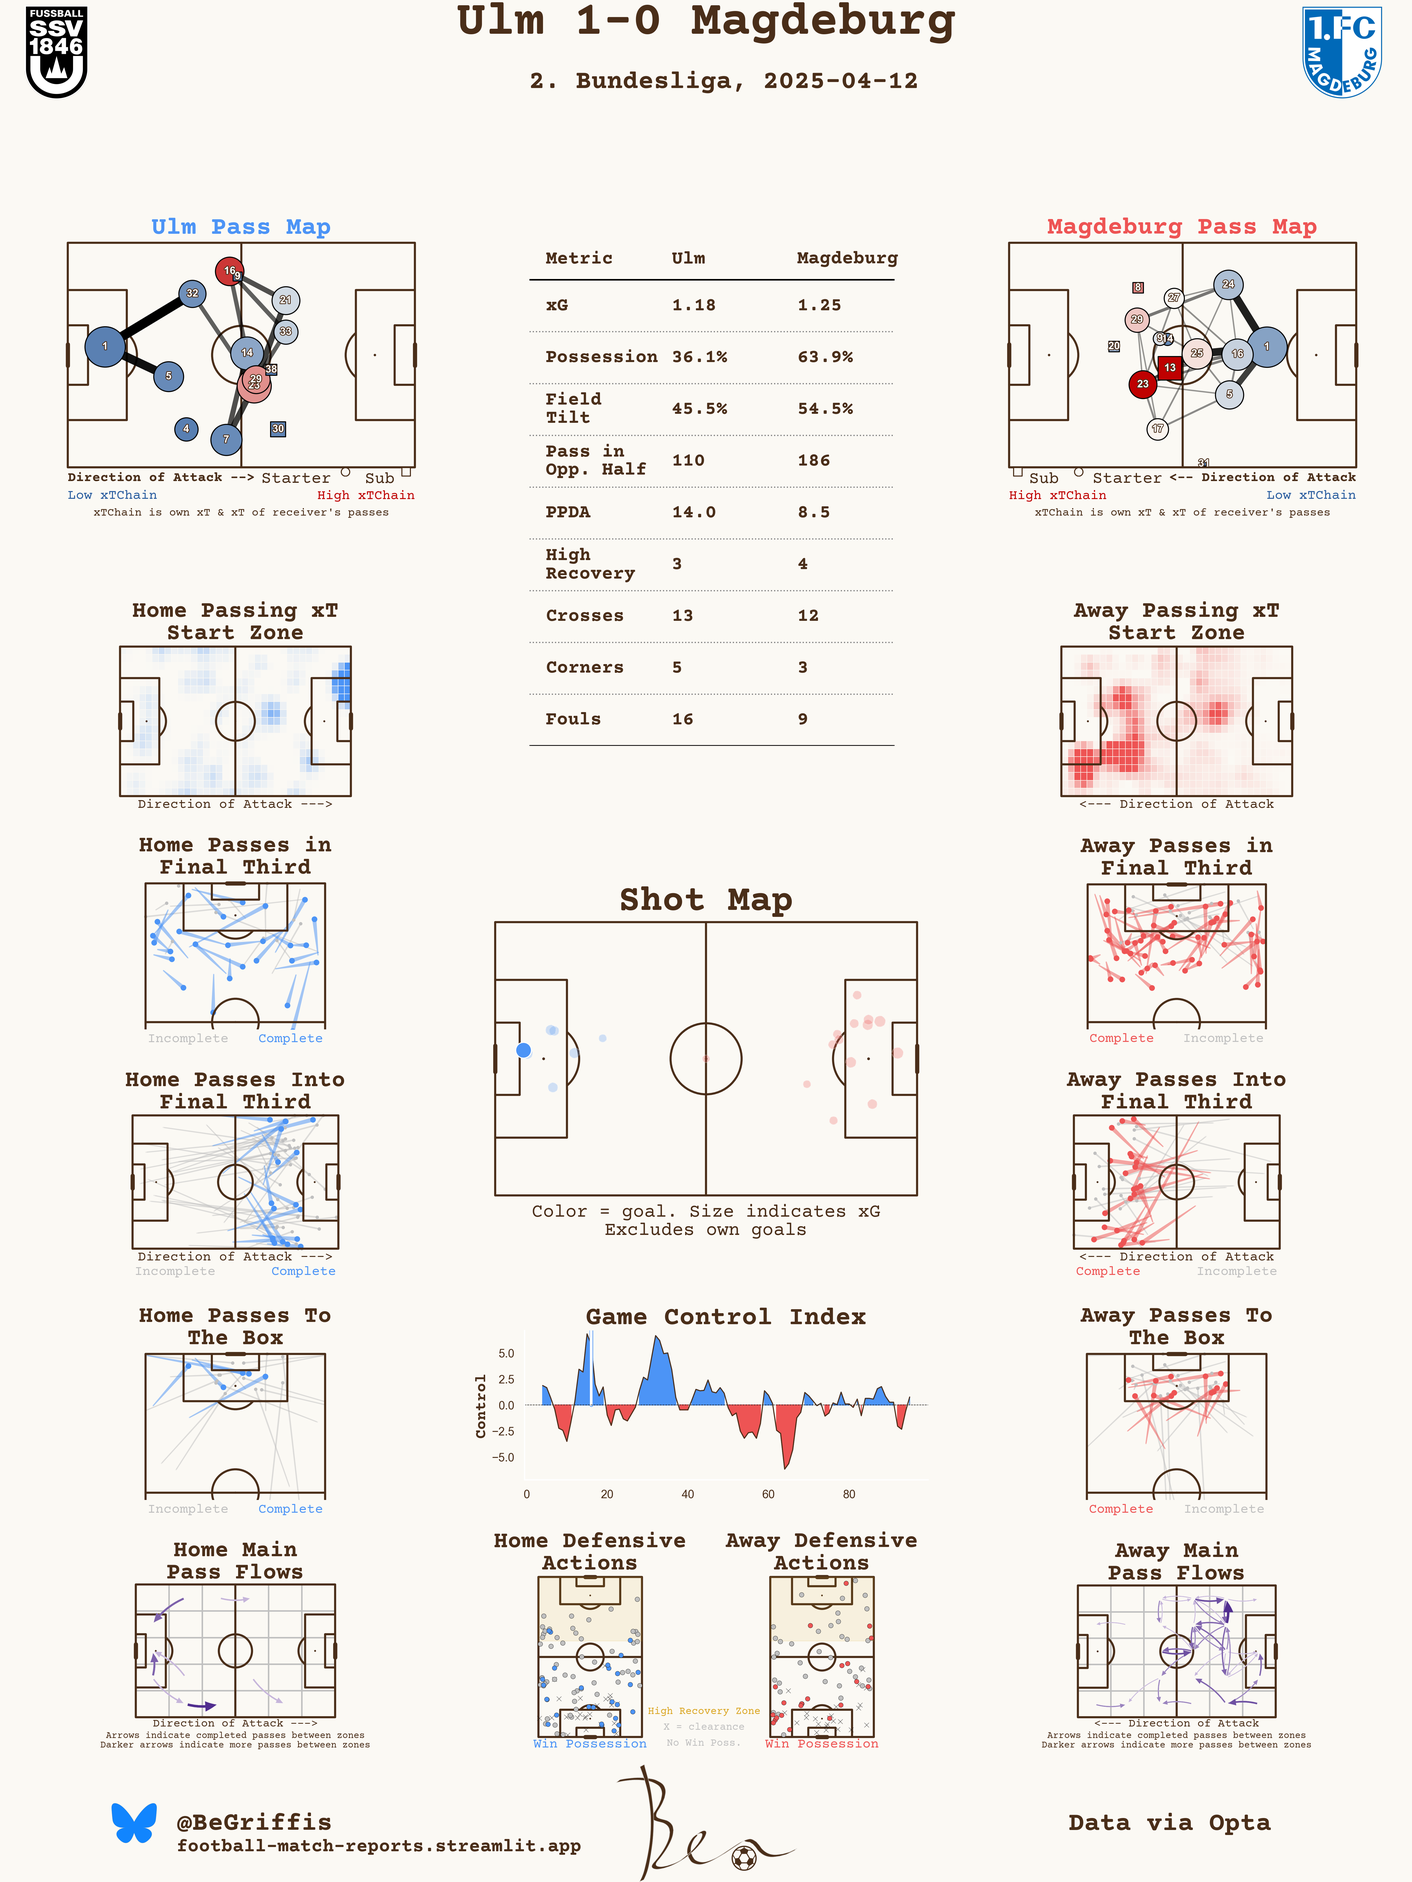 Ulm 1-0 Magdeburg
2. Bundesliga, 2025-04-12
FUSSBALL
SSV
1846
1.FC
MAGDEBURG
Ulm Pass Map
16
9
32
21
33
1
14
5
38
29
23
4
7
30
Direction of Attack --> Starter Sub
Low xTChain High xTChain
xTChain is own xT & xT of receiver's passes
Metric Ulm Magdeburg
xG 1.18 1.25
Possession 36.1% 63.9%
Field
Tilt 45.5% 54.5%
Pass in
Opp. Half 110 186
PPDA 14.0 8.5
High
Recovery 3 4
Crosses 13 12
Corners 5 3
Fouls 16 9
Magdeburg Pass Map
8
24
27
29
9
14
20
25
16
1
13
23
5
17
31
Sub Starter <-- Direction of Attack
High xTChain Low xTChain
xTChain is own xT & xT of receiver's passes
Home Passing xT
Start Zone
Direction of Attack --->
Away Passing xT
Start Zone
<--- Direction of Attack
Home Passes in
Final Third
Incomplete Complete
Away Passes in
Final Third
Complete Incomplete
Shot Map
Color = goal. Size indicates xG
Excludes own goals
Home Passes Into
Final Third
Direction of Attack --->
Incomplete Complete
Away Passes Into
Final Third
<--- Direction of Attack
Complete Incomplete
Home Passes To
The Box
Incomplete Complete
Game Control Index
Control
5.0
2.5
0.0
−2.5
−5.0
0 20 40 60 80
Away Passes To
The Box
Complete Incomplete
Home Main
Pass Flows
Direction of Attack --->
Arrows indicate completed passes between zones
Darker arrows indicate more passes between zones
Home Defensive
Actions
Win Possession
High Recovery Zone
X = clearance
No Win Poss.
Away Defensive
Actions
Win Possession
Away Main
Pass Flows
<--- Direction of Attack
Arrows indicate completed passes between zones
Darker arrows indicate more passes between zones
@BeGriffis
football-match-reports.streamlit.app
Ben
Data via Opta